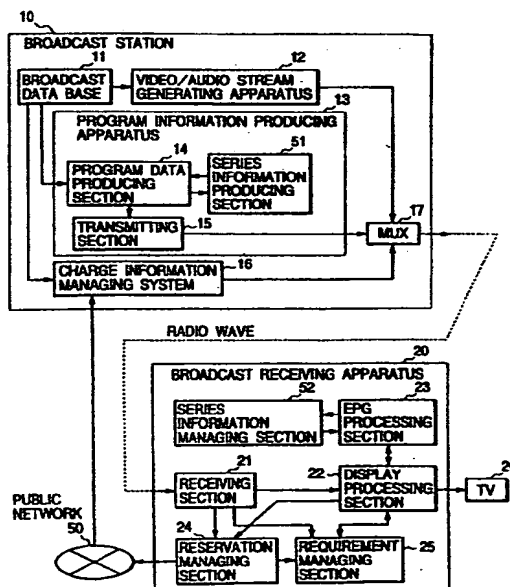 10
BROADCAST STATION
11
12
BROADCAST
DATA BASE
VIDEO/AUDIO STREAM
GENERATING APPARATUS
13
PROGRAM INFORMATION PRODUCING
APPARATUS
14
51
PROGRAM DATA
PRODUCING
SECTION
SERIES
INFORMATION
PRODUCING SECTION
15
17
TRANSMITTING
SECTION
MUX
16
CHARGE INFORMATION
MANAGING SYSTEM
RADIO WAVE
20
BROADCAST RECEIVING APPARATUS
52
23
SERIES
INFORMATION
MANAGING SECTION
EPG
PROCESSING
SECTION
21
22
RECEIVING
SECTION
DISPLAY
PROCESSING
SECTION
TV
PUBLIC
NETWORK
50
24
RESERVATION
MANAGING
SECTION
REQUIREMENT
MANAGING SECTION
25